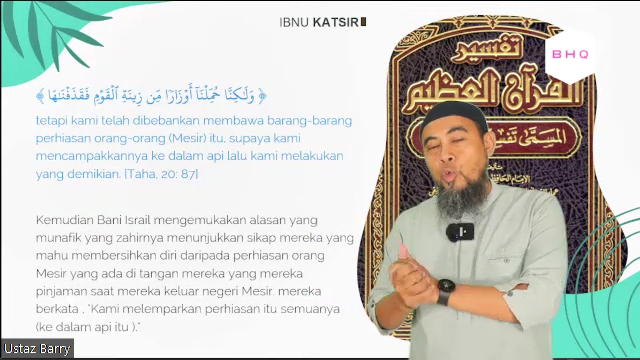 IBNU KATSIR
BHQ
تفسير
القرآن العظيم
﴿ وَلَـٰكِنَّا حُمِّلْنَآ أَوْزَارًا مِّن زِينَةِ ٱلْقَوْمِ فَقَذَفْنَـٰهَا ﴾
tetapi kami telah dibebankan membawa barang-barang
perhiasan orang-orang (Mesir) itu, supaya kami
mencampakkannya ke dalam api lalu kami melakukan
yang demikian. [Taha, 20: 87]
Kemudian Bani Israil mengemukakan alasan yang
munafik yang zahirnya menunjukkan sikap mereka yang
mahu membersihkan diri daripada perhiasan orang
Mesir yang ada di tangan mereka yang mereka
pinjaman saat mereka keluar negeri Mesir. mereka
berkata , "Kami melemparkan perhiasan itu semuanya
(ke dalam api itu )."
Ustaz Barry